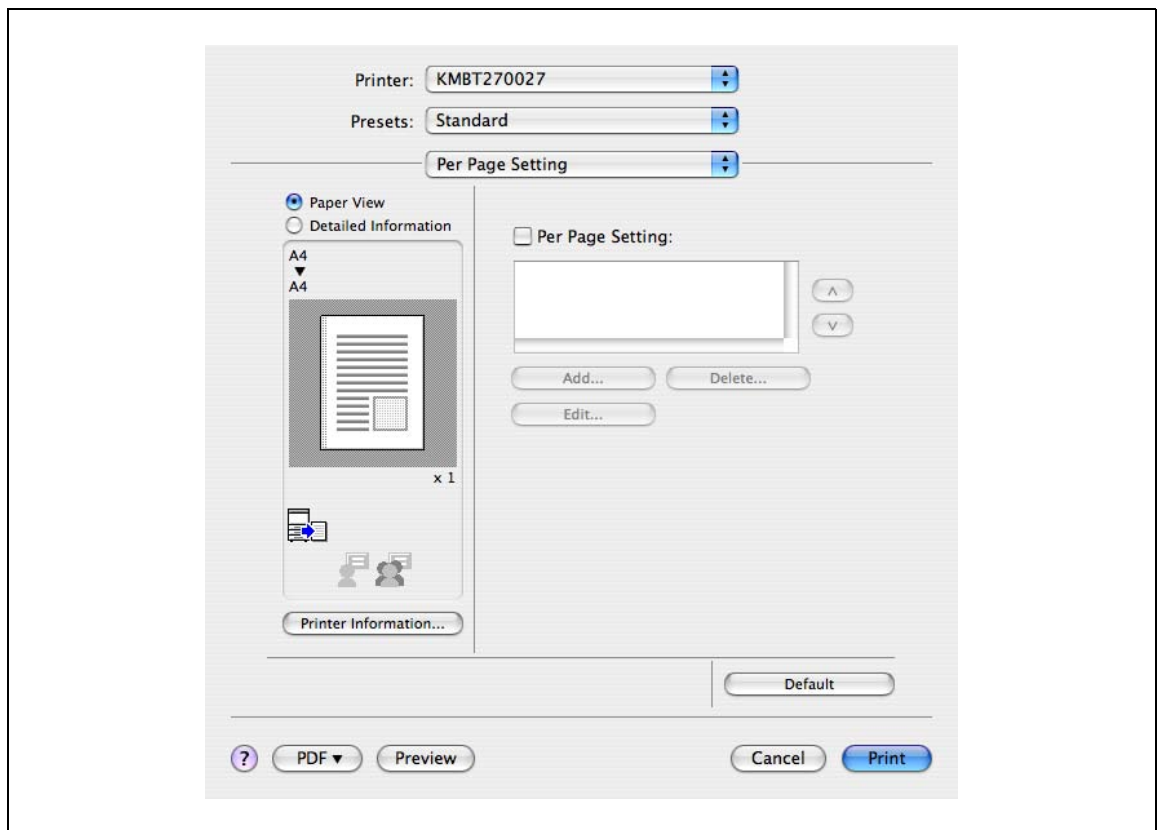 Printer: KMBT270027
Presets: Standard
Per Page Setting
Paper View
Detailed Information
A4
A4
x 1
Printer Information...
Per Page Setting:
Add... Delete...
Edit...
Default
? PDF Preview Cancel Print